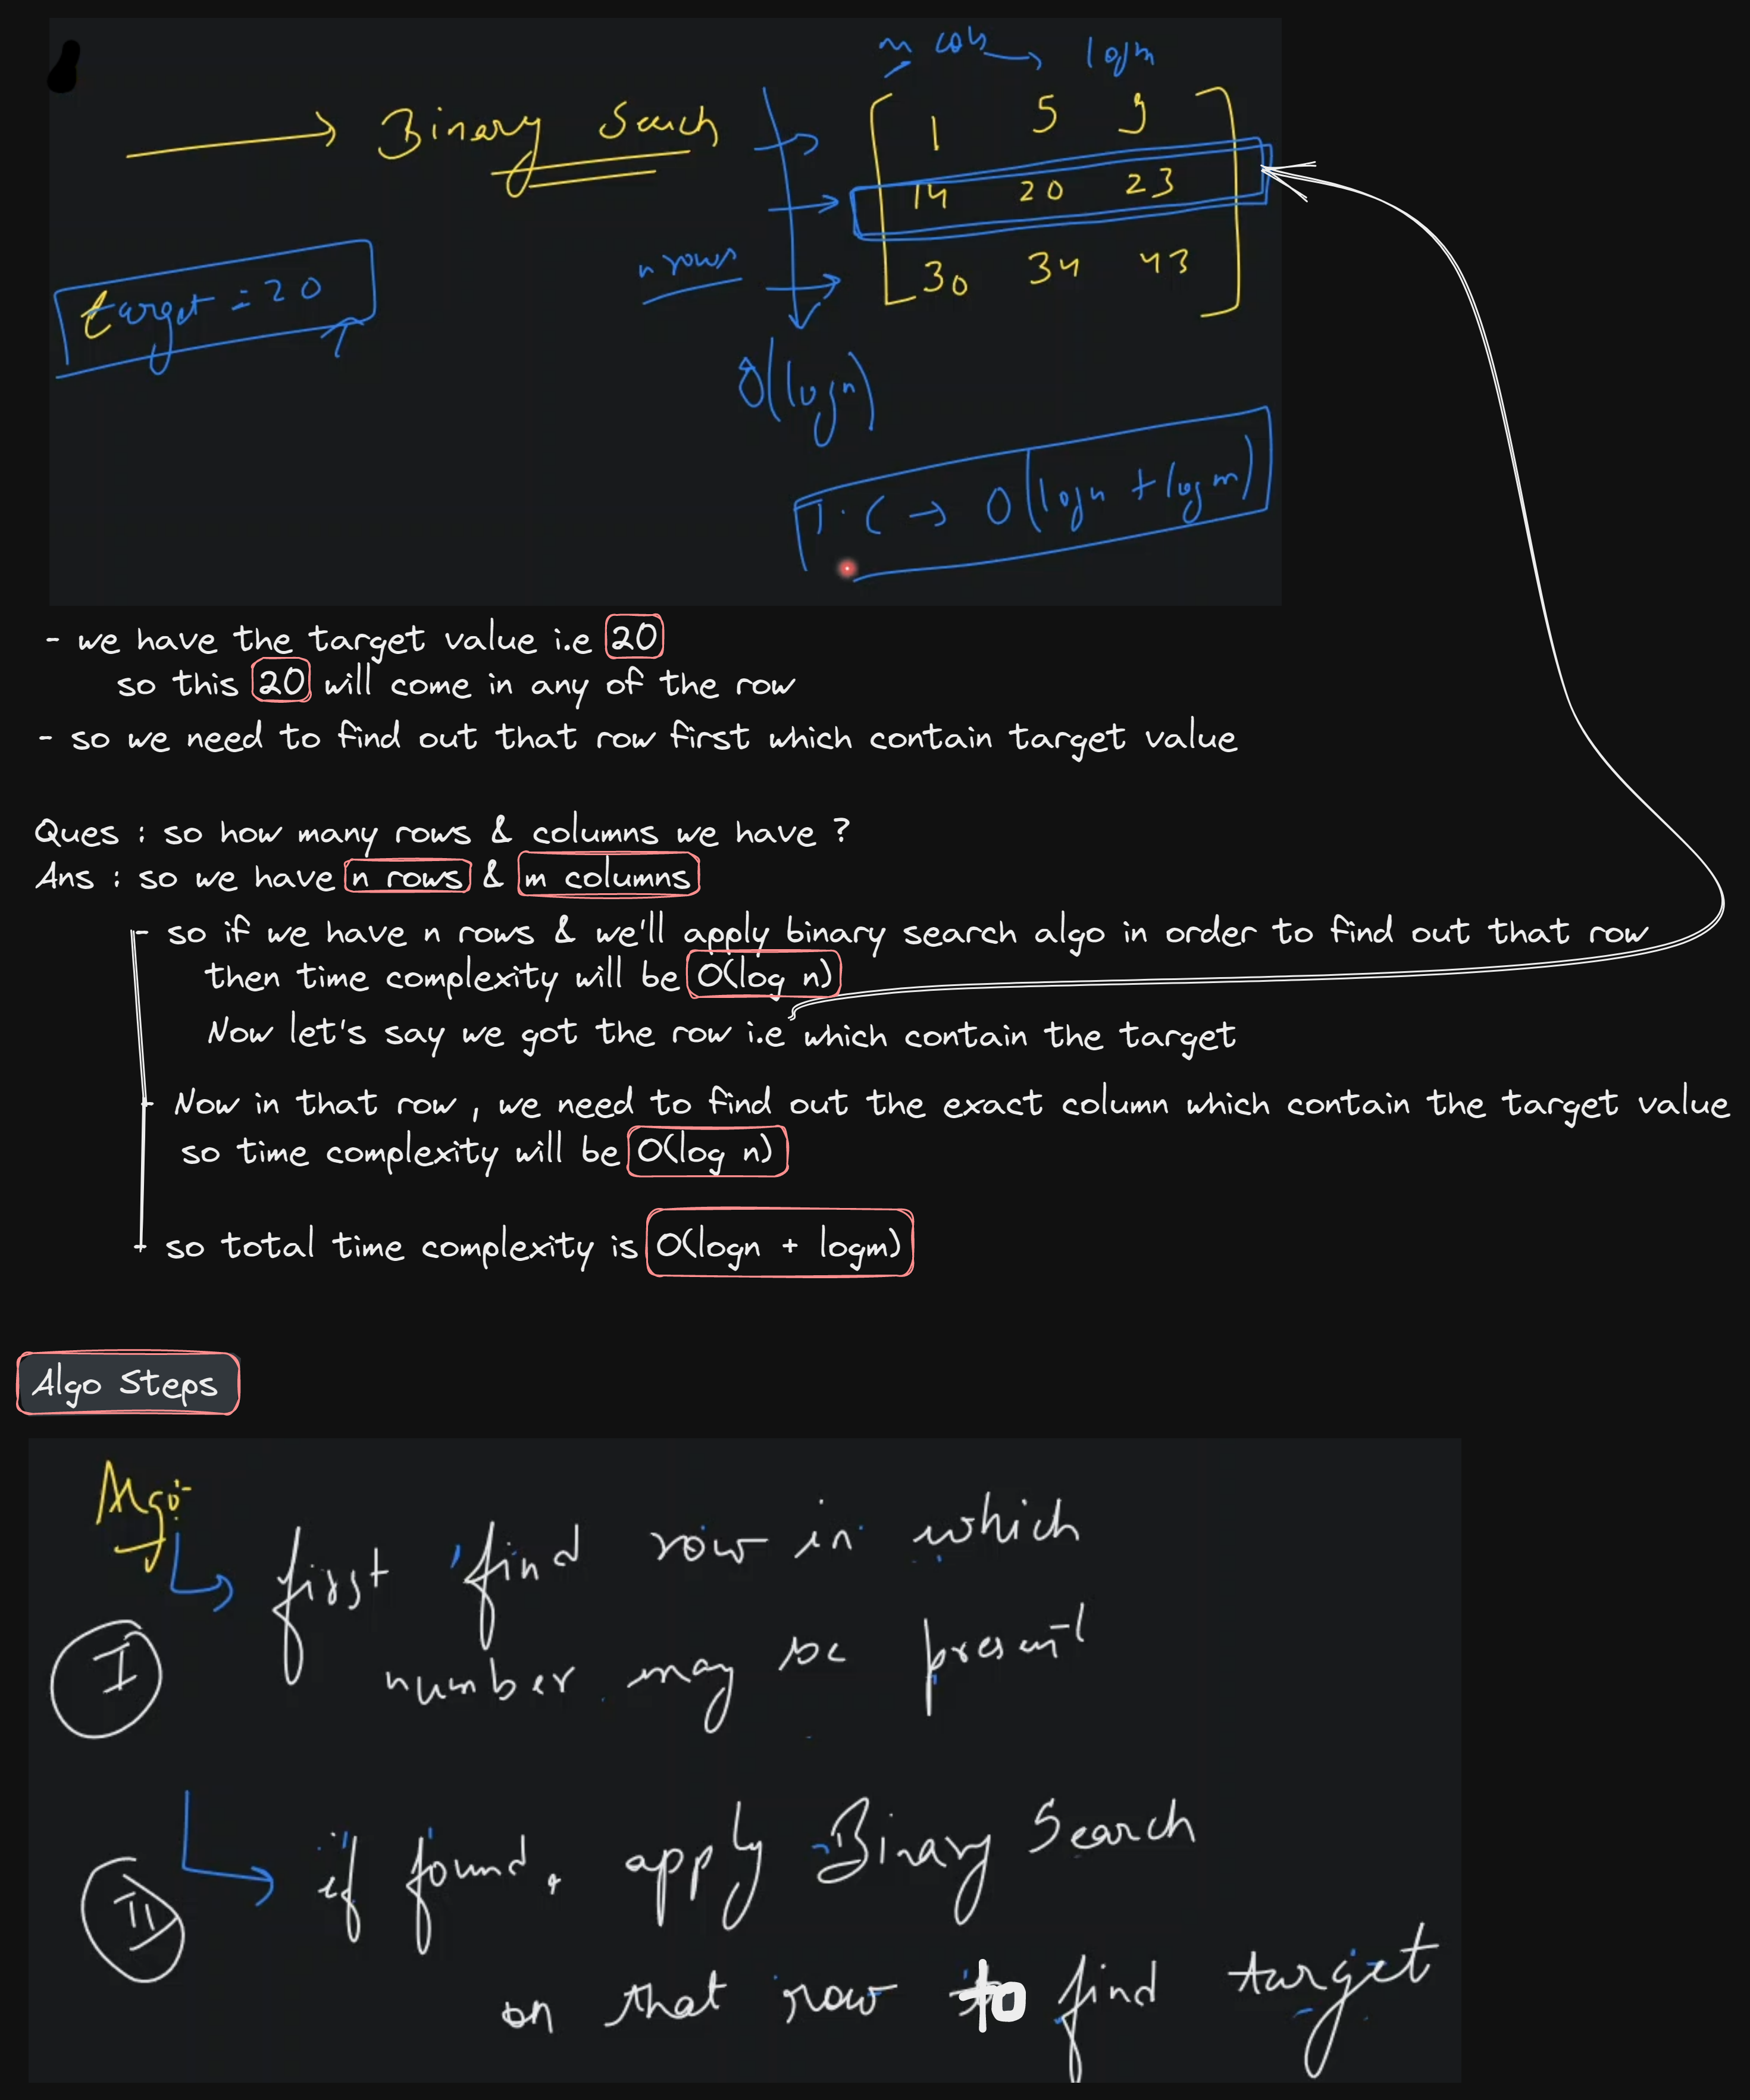 m cols → logm
→ Binary Search
1 5 9
14 20 23
30 34 43
n rows
target = 20
O(logn)
T.C → O(logn + logm)
- we have the target value i.e 20
so this 20 will come in any of the row
- so we need to find out that row first which contain target value
Ques : so how many rows & columns we have ?
Ans : so we have n rows & m columns
- so if we have n rows & we'll apply binary search algo in order to find out that row
then time complexity will be O(log n)
Now let's say we got the row i.e which contain the target
- Now in that row, we need to find out the exact column which contain the target value
so time complexity will be O(log n)
- so total time complexity is O(logn + logm)
Algo Steps
Algo:-
first find row in which
I
number may be present
if found, apply Binary Search
II
on that row to find target